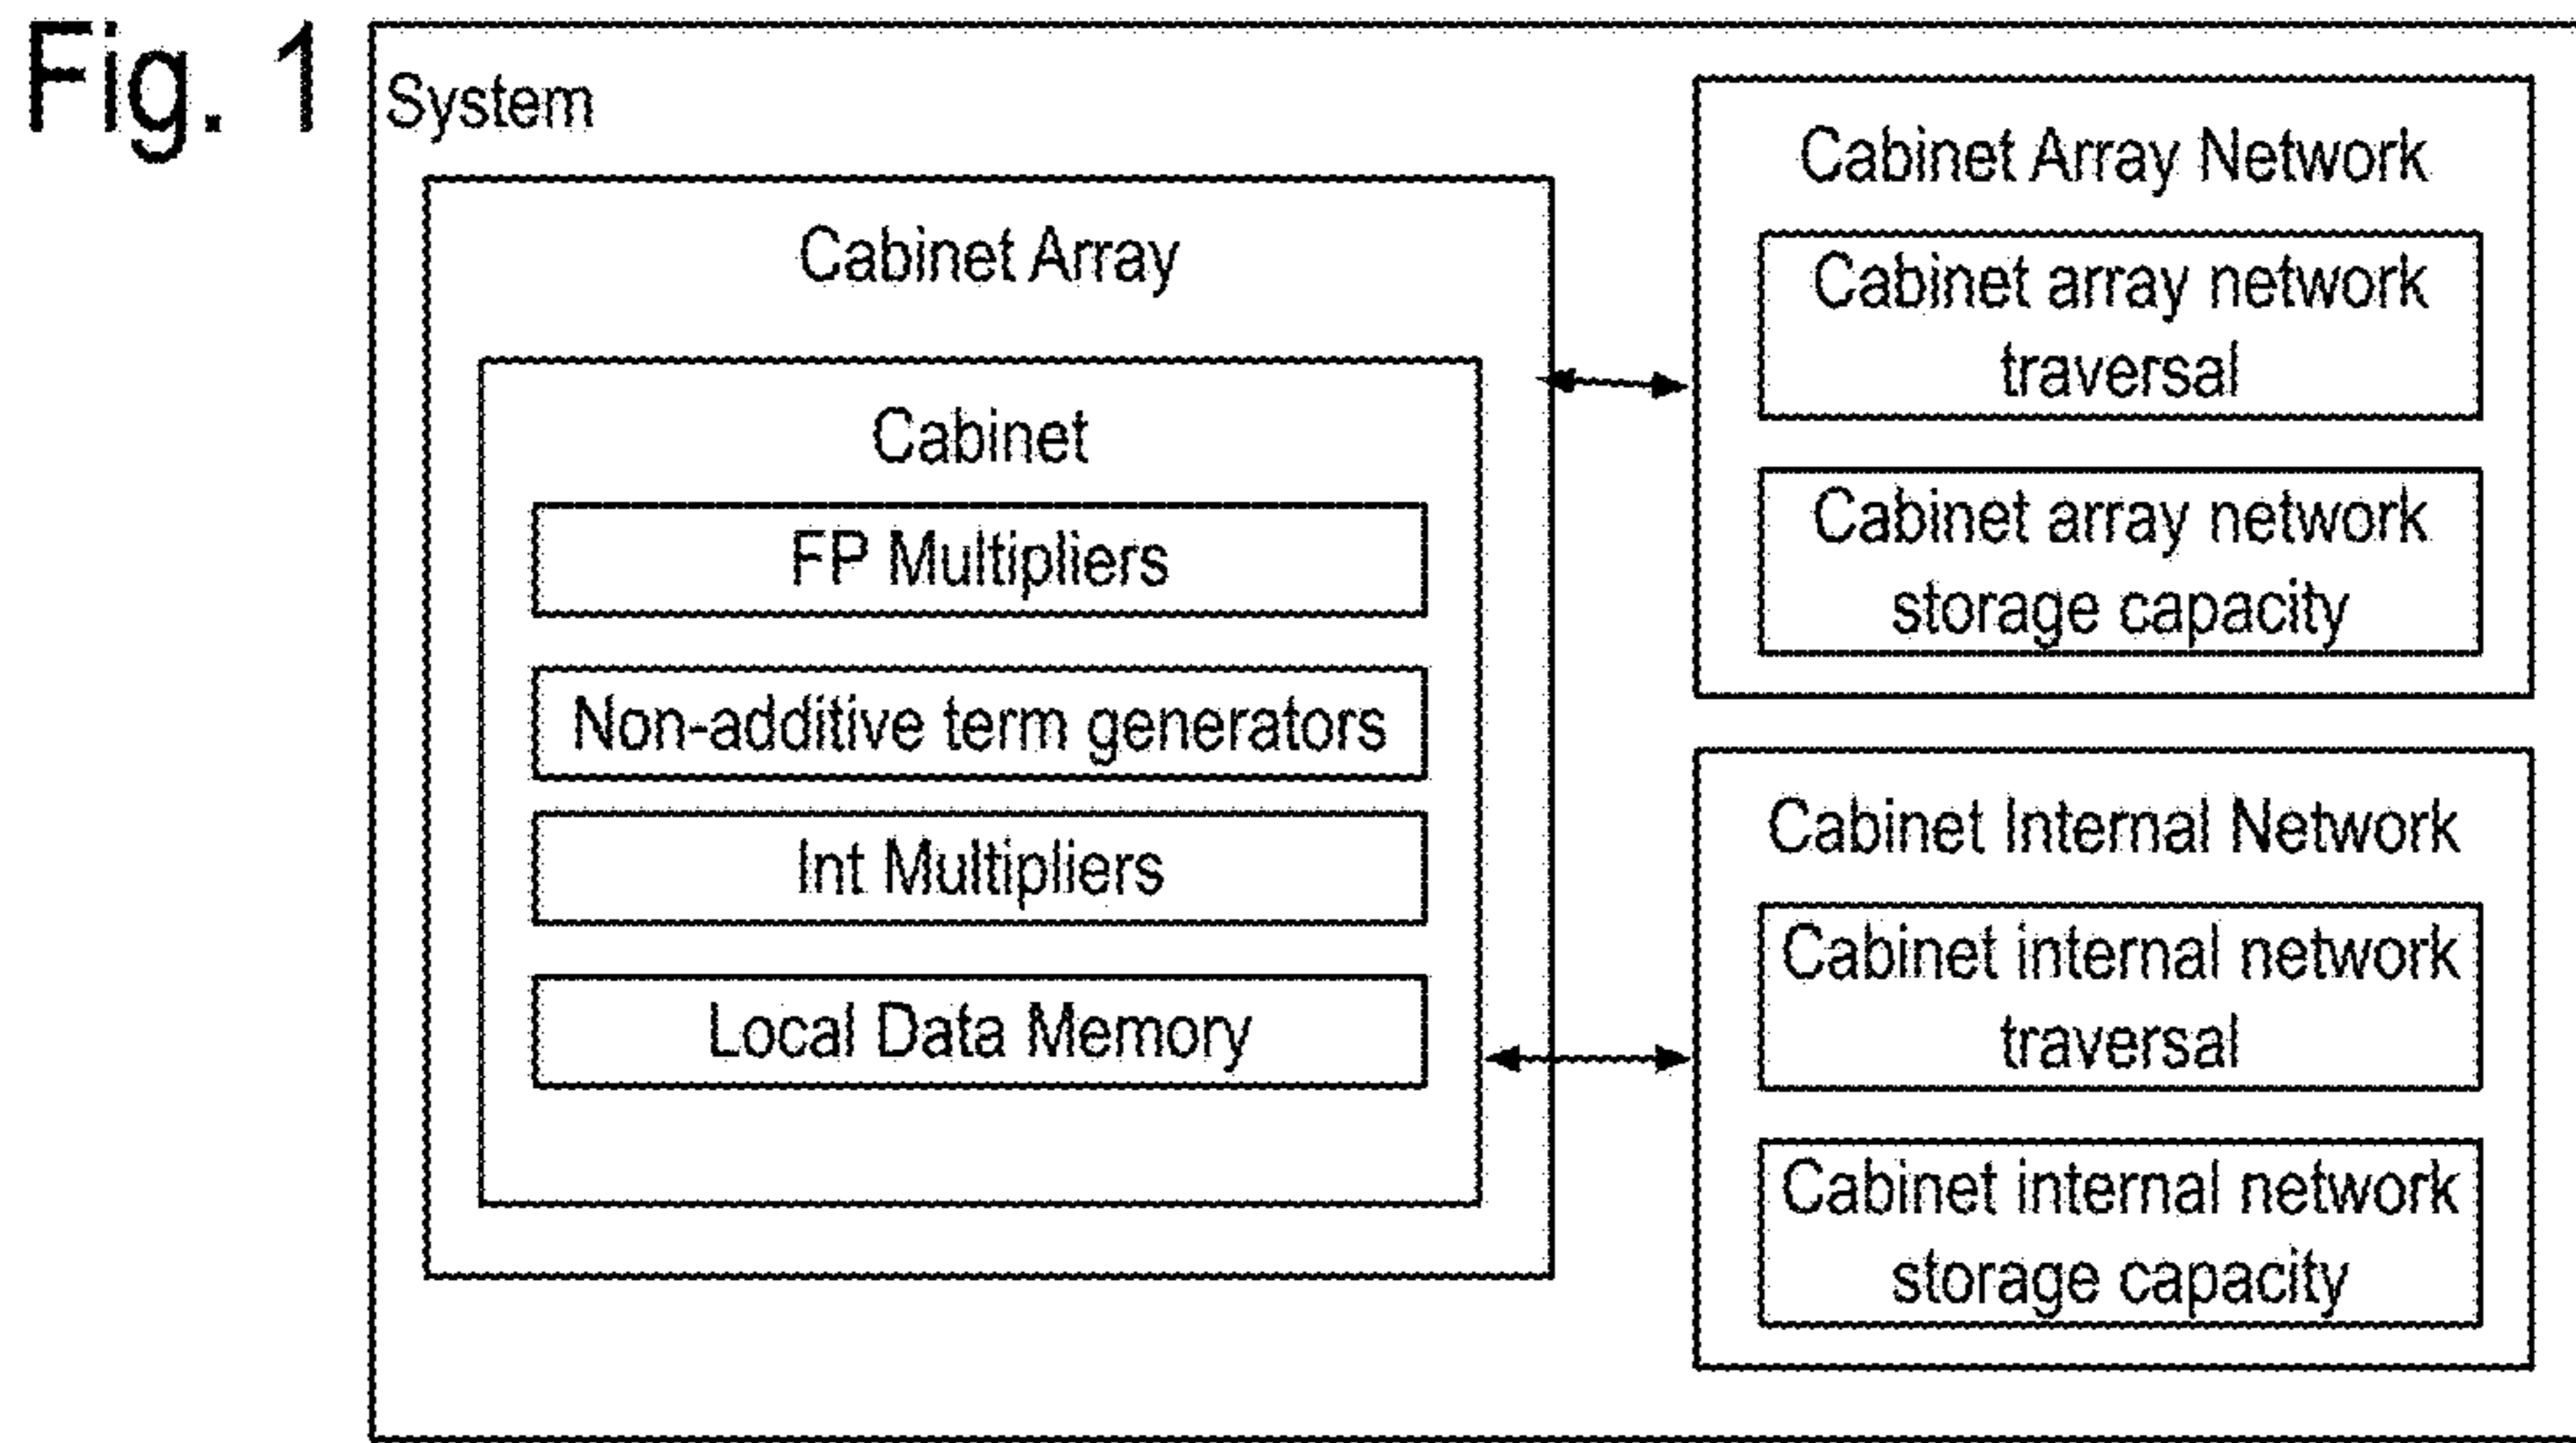 Fig. 1
System
Cabinet Array
Cabinet
FP Multipliers
Non-additive term generators
Int Multipliers
Local Data Memory
Cabinet Array Network
Cabinet array network
traversal
Cabinet array network
storage capacity
Cabinet Internal Network
Cabinet internal network
traversal
Cabinet internal network
storage capacity